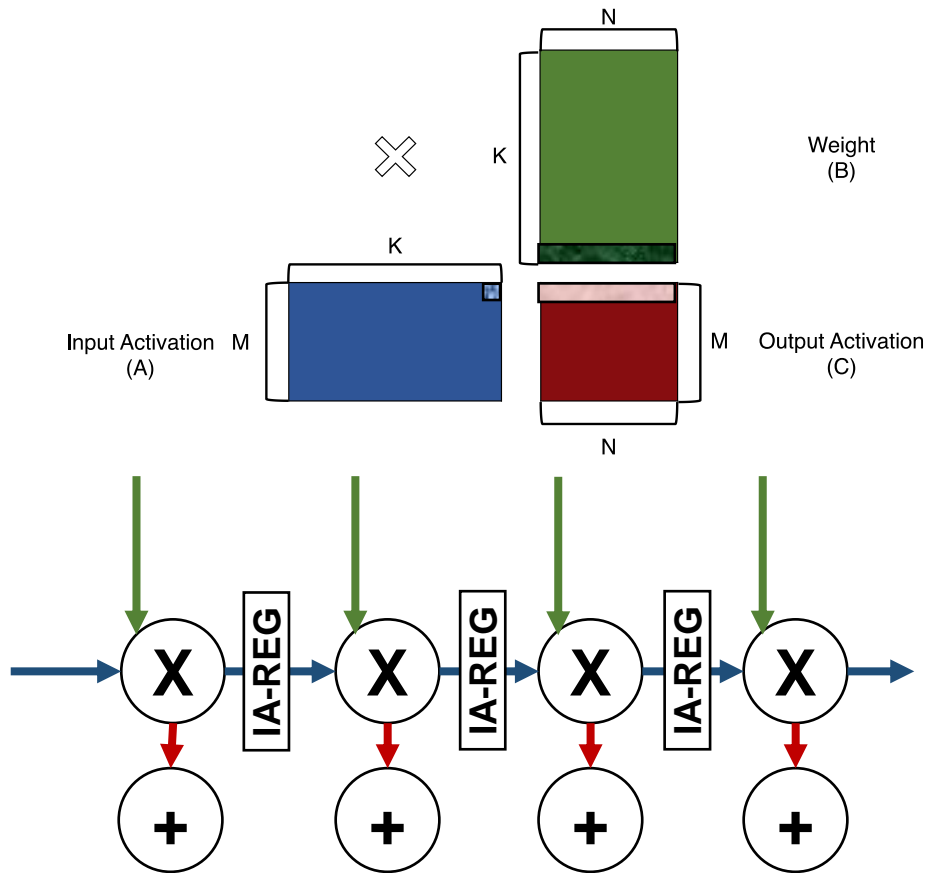 N
K
Weight
(B)
K
Input Activation
(A)
M
M
Output Activation
(C)
N
X
IA-REG
X
IA-REG
X
IA-REG
X
+
+
+
+